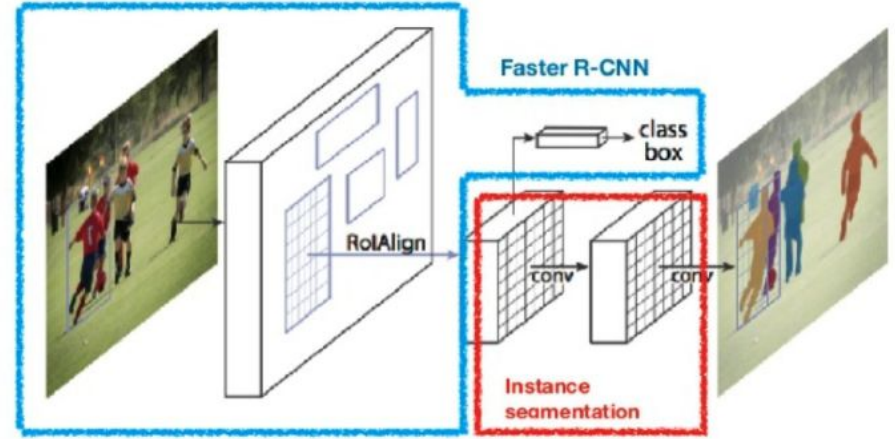 Faster R-CNN
class
box
RoIAlign
conv
conv
Instance
segmentation